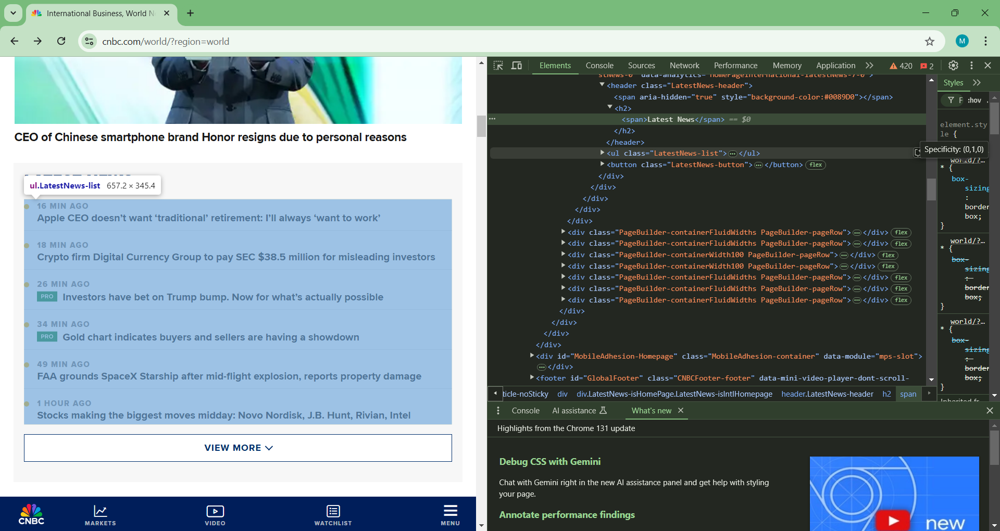 International Business, World N
cnbc.com/world/?region=world
M
CEO of Chinese smartphone brand Honor resigns due to personal reasons
ul.LatestNews-list 657.2 × 345.4
16 MIN AGO
Apple CEO doesn’t want ‘traditional’ retirement: I’ll always ‘want to work’
18 MIN AGO
Crypto firm Digital Currency Group to pay SEC $38.5 million for misleading investors
26 MIN AGO
PRO Investors have bet on Trump bump. Now for what’s actually possible
34 MIN AGO
PRO Gold chart indicates buyers and sellers are having a showdown
49 MIN AGO
FAA grounds SpaceX Starship after mid-flight explosion, reports property damage
1 HOUR AGO
Stocks making the biggest moves midday: Novo Nordisk, J.B. Hunt, Rivian, Intel
VIEW MORE
CNBC
MARKETS
VIDEO
WATCHLIST
MENU
Elements Console Sources Network Performance Memory Application 420 2
stNews-0" data-analytics="HomePageInternational-latestNews-7-0">
<header class="LatestNews-header">
<span aria-hidden="true" style="background-color:#0089D0"></span>
<h2>
<span>Latest News</span> == $0
</h2>
</header>
<ul class="LatestNews-list">…</ul>
<button class="LatestNews-button">…</button> flex
</div>
</div>
</div>
</div>
</div>
<div class="PageBuilder-containerFluidWidths PageBuilder-pageRow">…</div> flex
<div class="PageBuilder-containerFluidWidths PageBuilder-pageRow">…</div> flex
<div class="PageBuilder-containerWidth100 PageBuilder-pageRow">…</div> flex
<div class="PageBuilder-containerWidth100 PageBuilder-pageRow">…</div> flex
<div class="PageBuilder-containerFluidWidths PageBuilder-pageRow">…</div> flex
<div class="PageBuilder-containerFluidWidths PageBuilder-pageRow">…</div> flex
<div class="PageBuilder-containerFluidWidths PageBuilder-pageRow">…</div> flex
</div>
</div>
</div>
</div>
<div id="MobileAdhesion-Homepage" class="MobileAdhesion-container" data-module="mps-slot">
…</div>
<footer id="GlobalFooter" class="CNBCFooter-footer" data-mini-video-player-dont-scroll-
ticle-noSticky div div.LatestNews-isHomePage.LatestNews-isIntlHomepage header.LatestNews-header h2 span
Styles
F :hov .
element.sty
le {
Specificity: (0,1,0)
world/?…
* {
box-
sizing
:
border
box;
}
world/?…
* {
box-
sizing
:
border
box;
}
world/?…
* {
box-
sizing
:
border
box;
}
Console AI assistance What's new
Highlights from the Chrome 131 update
Debug CSS with Gemini
Chat with Gemini right in the new AI assistance panel and get help with styling
your page.
Annotate performance findings
new